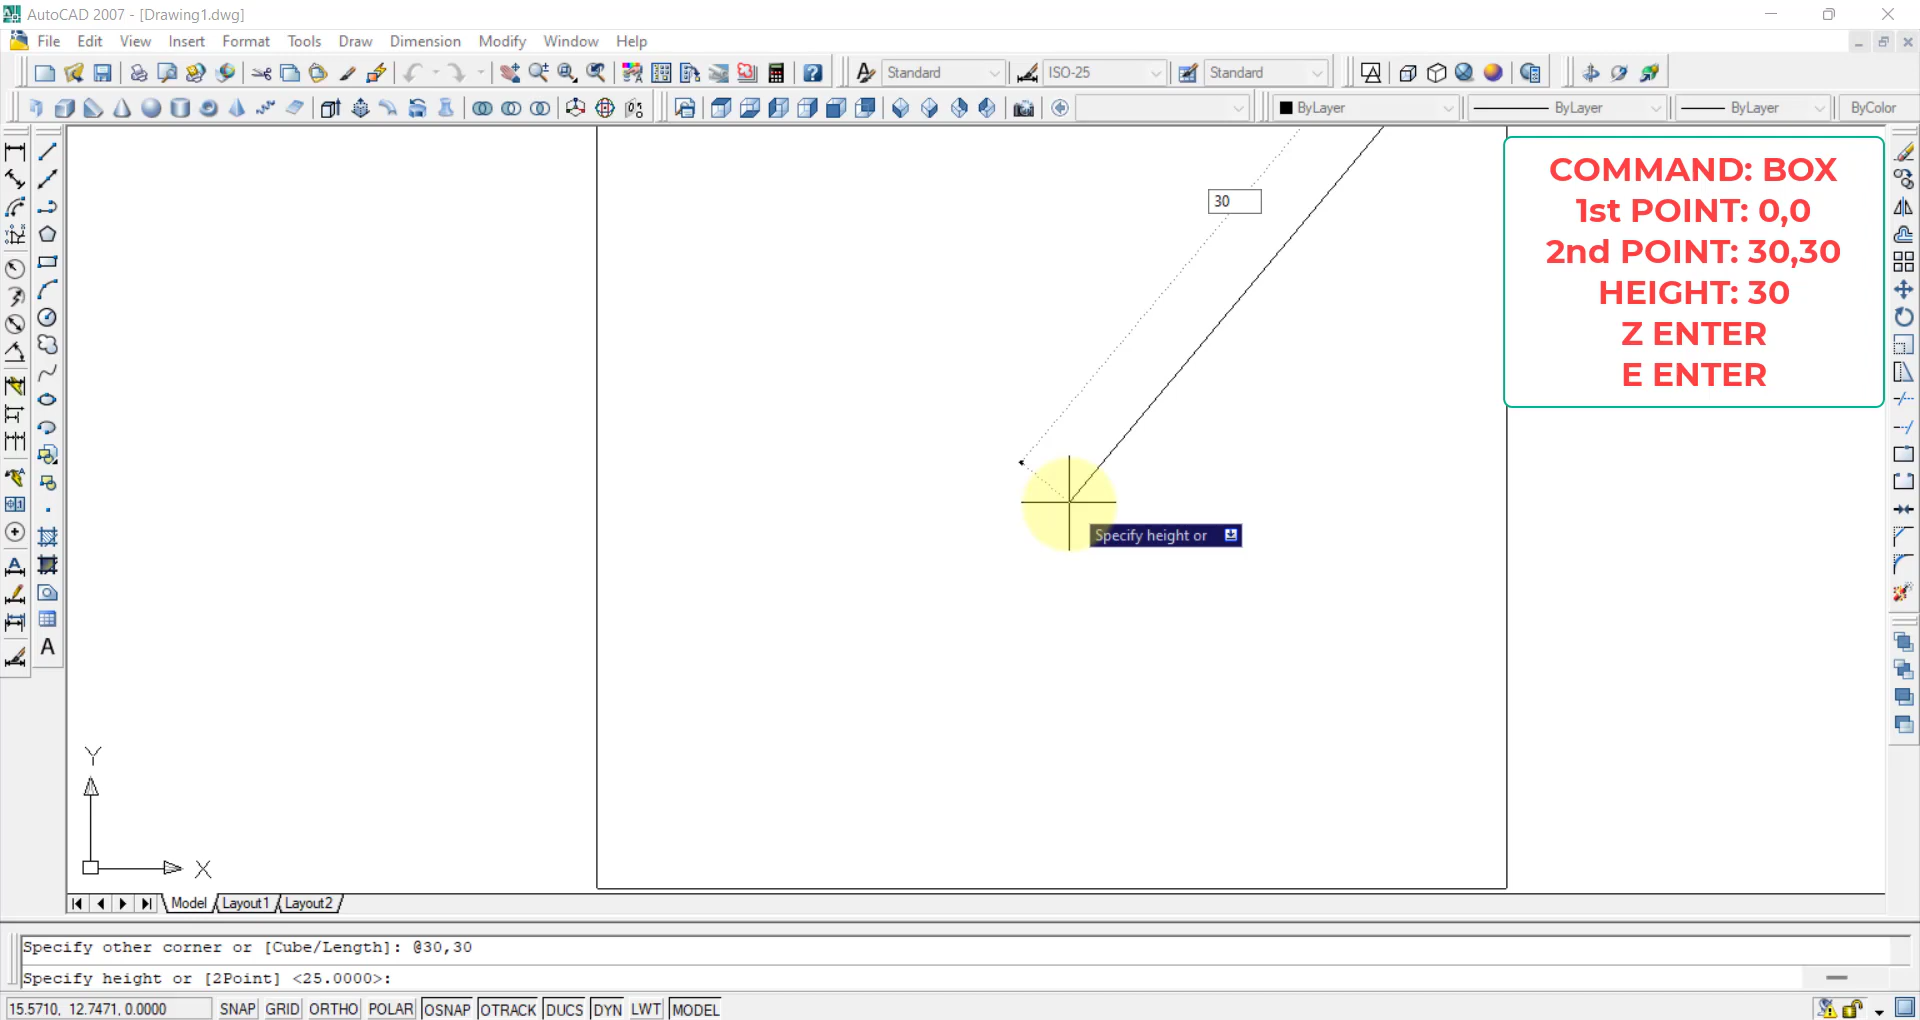 AutoCAD 2007 - [Drawing1.dwg]
File Edit View Insert Format Tools Draw Dimension Modify Window Help
Standard ISO-25 Standard
ByLayer ByLayer ByLayer ByColor
30
COMMAND: BOX
1st POINT: 0,0
2nd POINT: 30,30
HEIGHT: 30
Z ENTER
E ENTER
Specify height or
A
Y
X
Model Layout1 Layout2
Specify other corner or [Cube/Length]: @30,30
Specify height or [2Point] <25.0000>:
15.5710, 12.7471, 0.0000 SNAP GRID ORTHO POLAR OSNAP OTRACK DUCS DYN LWT MODEL